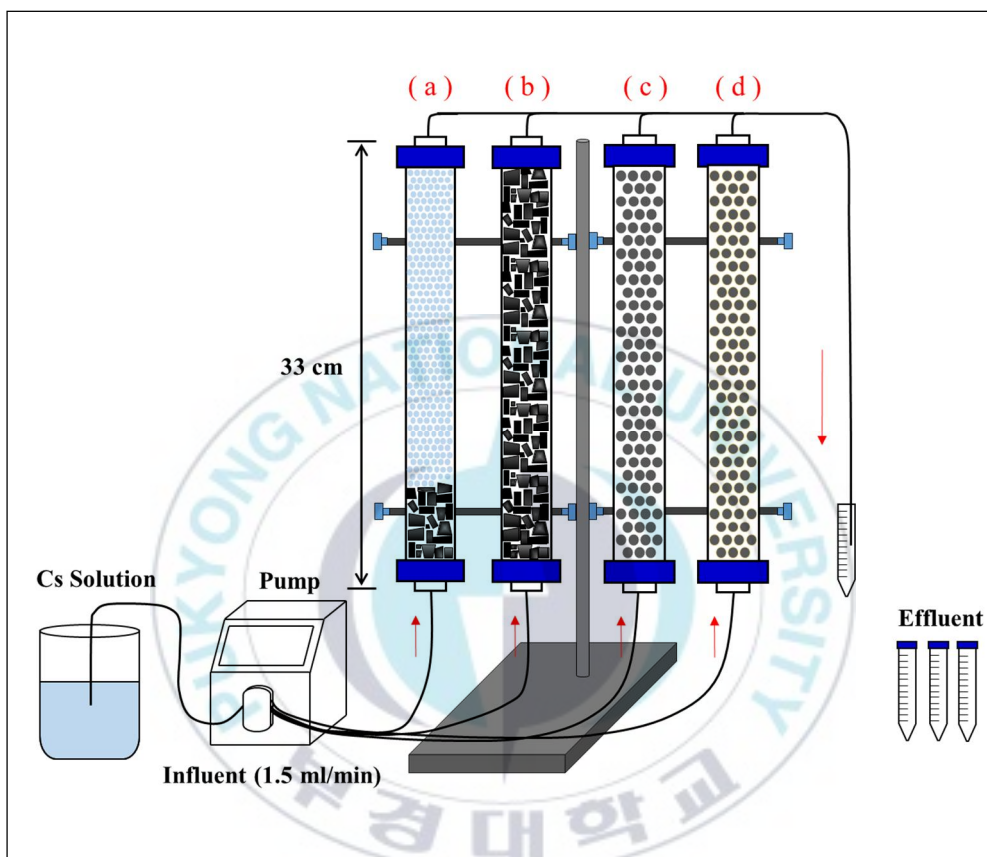 ( a )
( b )
( c )
( d )
33 cm
Cs Solution
Pump
Effluent
Influent (1.5 ml/min)
PUKYONG NATIONAL UNIVERSITY
부경대학교